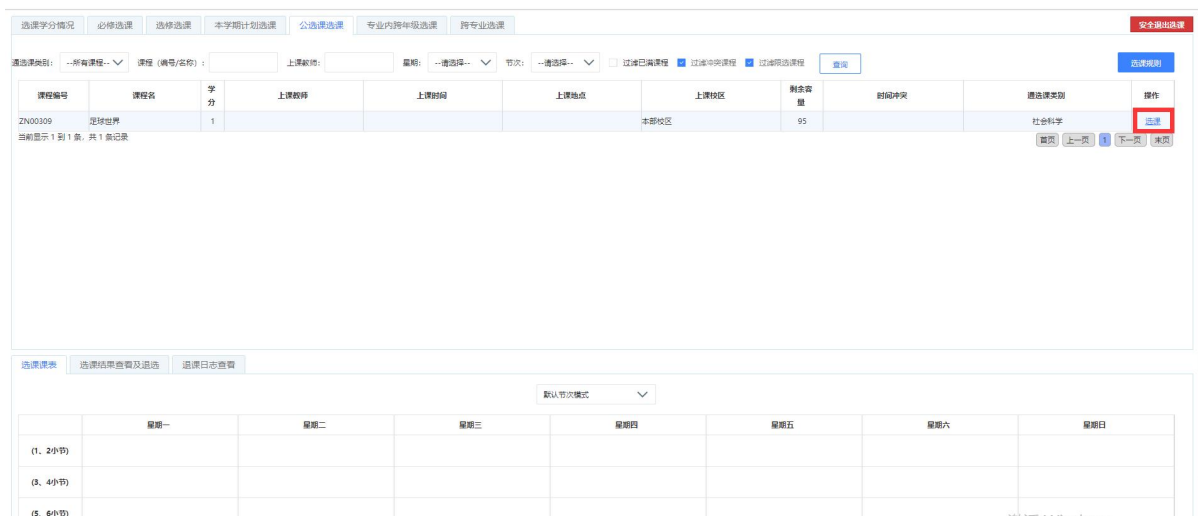 选课学分情况 必修选课 选修选课 本学期计划选课 公选课选课 专业内跨年级选课 跨专业选课 安全退出选课
通选课类别: --所有课程-- 课程（编号/名称）: 上课教师: 星期: --请选择-- 节次: --请选择-- 过滤已满课程 过滤冲突课程 过滤限选课程 查询 选课规则
课程编号 课程名 学分 上课教师 上课时间 上课地点 上课校区 剩余容量 时间冲突 通选课类别 操作
ZN00309 足球世界 1 本部校区 95 社会科学 选课
当前显示 1 到 1 条, 共 1 条记录 首页 上一页 1 下一页 末页
选课课表 选课结果查看及退选 退课日志查看
默认节次模式
星期一 星期二 星期三 星期四 星期五 星期六 星期日
(1、2小节)
(3、4小节)
(5、6小节)